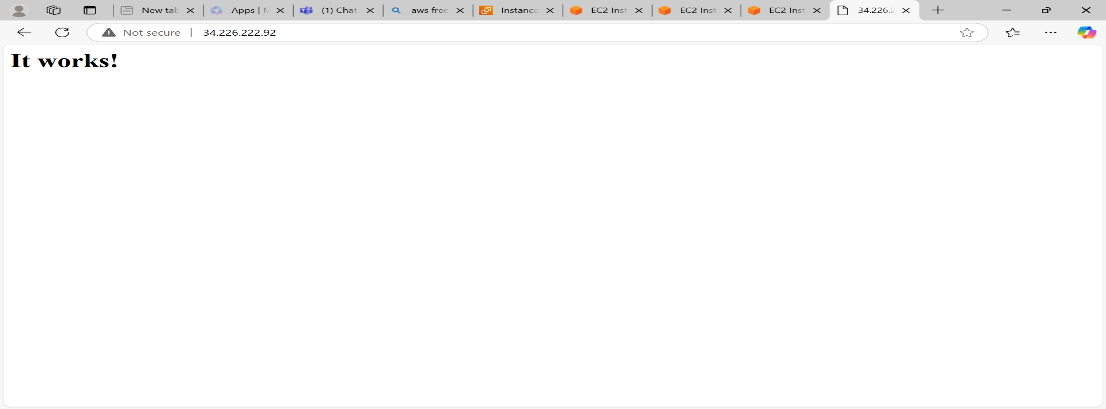 New tab
Apps | M
(1) Chat
aws free
Instance
EC2 Inst
EC2 Inst
EC2 Inst
34.226.2
Not secure | 34.226.222.92
It works!